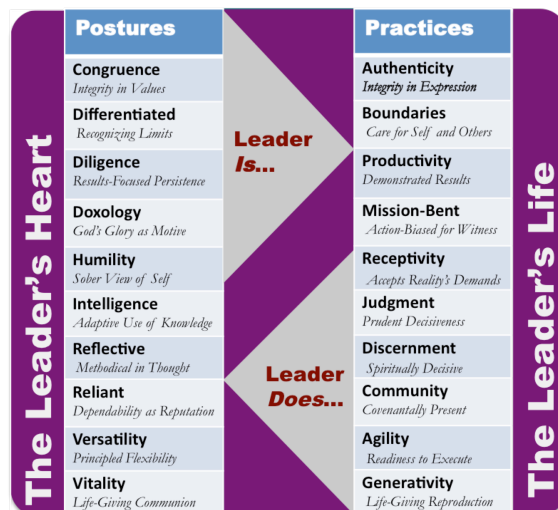 The Leader's Heart
Postures
Congruence
Integrity in Values
Differentiated
Recognizing Limits
Diligence
Results-Focused Persistence
Doxology
God's Glory as Motive
Humility
Sober View of Self
Intelligence
Adaptive Use of Knowledge
Reflective
Methodical in Thought
Reliant
Dependability as Reputation
Versatility
Principled Flexibility
Vitality
Life-Giving Communion
Leader
Is...
Leader
Does...
Practices
Authenticity
Integrity in Expression
Boundaries
Care for Self and Others
Productivity
Demonstrated Results
Mission-Bent
Action-Biased for Witness
Receptivity
Accepts Reality's Demands
Judgment
Prudent Decisiveness
Discernment
Spiritually Decisive
Community
Covenantally Present
Agility
Readiness to Execute
Generativity
Life-Giving Reproduction
The Leader's Life